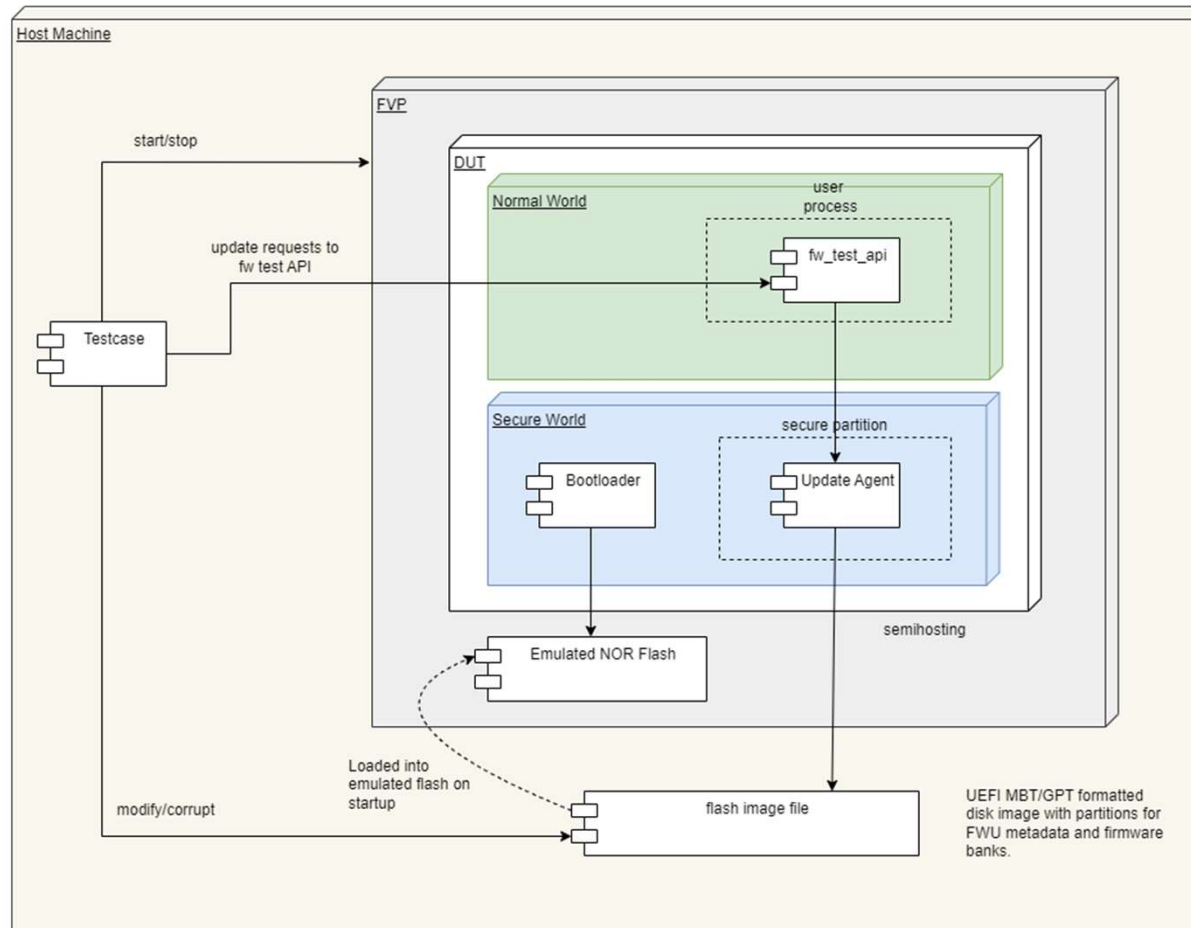 Host Machine
FVP
start/stop
DUT
user
process
Normal World
update requests to
fw test API
fw_test_api
Testcase
Secure World
secure partition
Bootloader
Update Agent
semihosting
Emulated NOR Flash
Loaded into
emulated flash on
startup
modify/corrupt
flash image file
UEFI MBT/GPT formatted
disk image with partitions for
FWU metadata and firmware
banks.